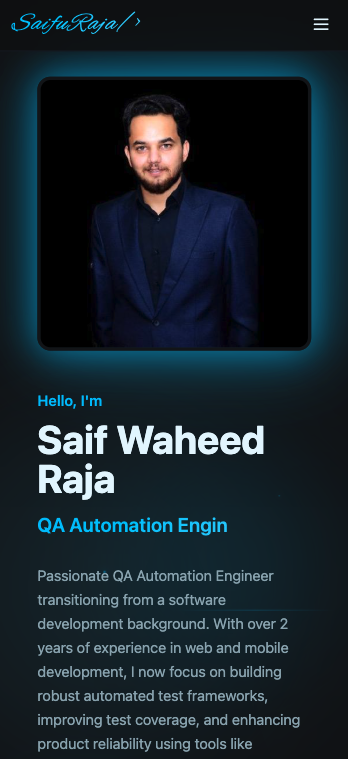 <SaifuRaja/>
Hello, I'm
Saif Waheed
Raja
QA Automation Engin
Passionate QA Automation Engineer
transitioning from a software
development background. With over 2
years of experience in web and mobile
development, I now focus on building
robust automated test frameworks,
improving test coverage, and enhancing
product reliability using tools like